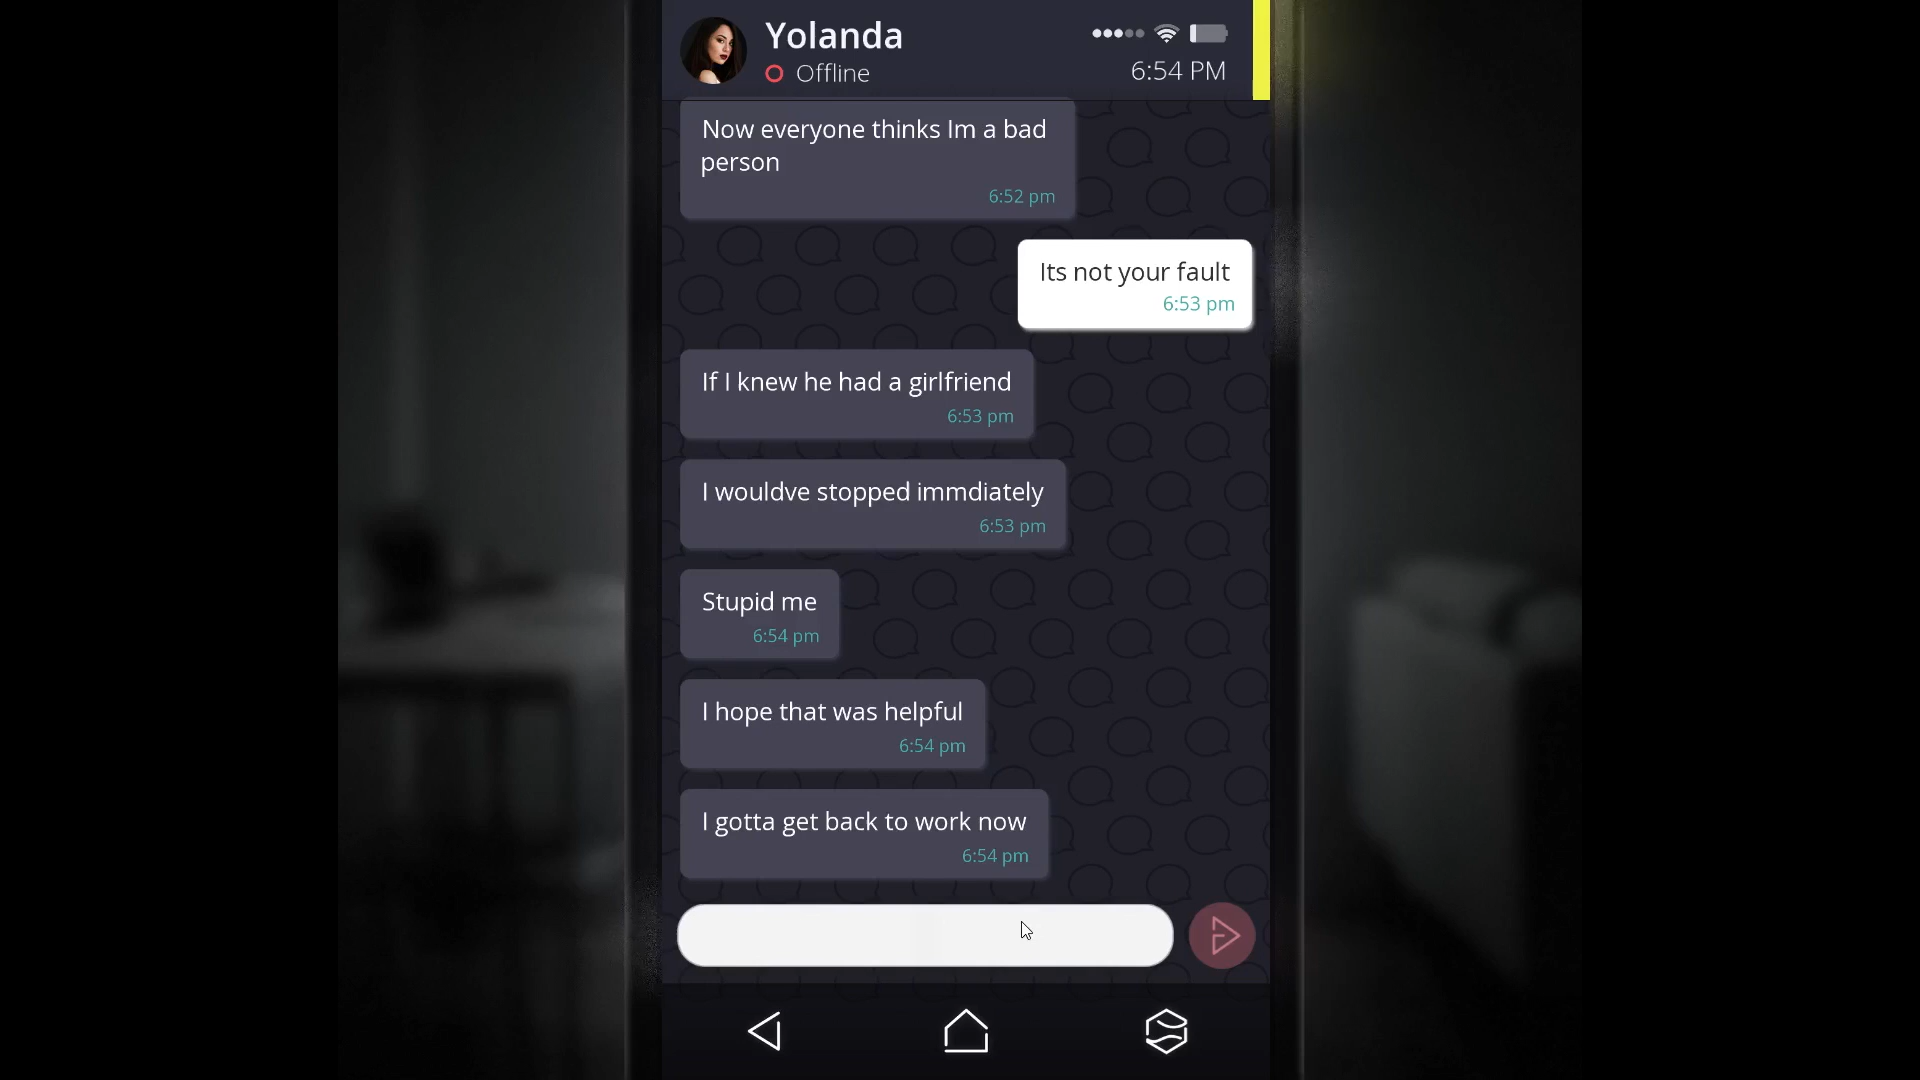 Yolanda
Offline
6:54 PM
Now everyone thinks Im a bad
person
6:52 pm
Its not your fault
6:53 pm
If I knew he had a girlfriend
6:53 pm
I wouldve stopped immdiately
6:53 pm
Stupid me
6:54 pm
I hope that was helpful
6:54 pm
I gotta get back to work now
6:54 pm